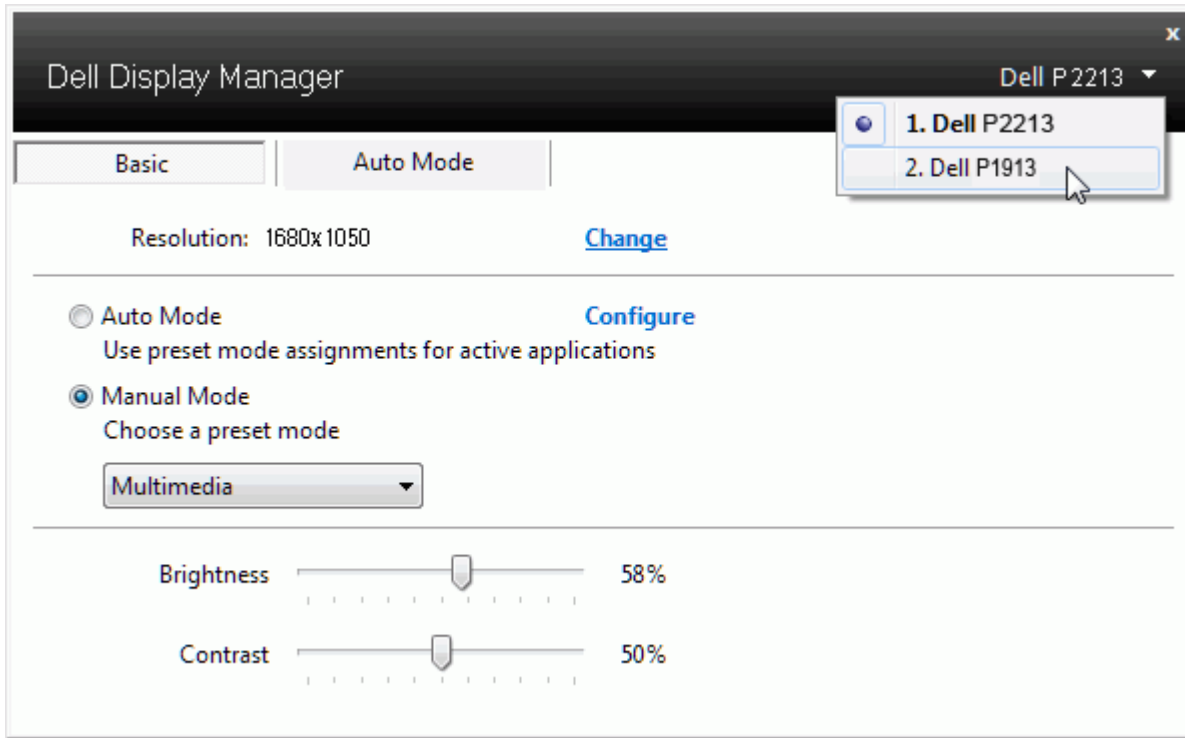 x
Dell Display Manager
Dell P2213
1. Dell P2213
2. Dell P1913
Basic
Auto Mode
Resolution: 1680x1050
Change
Auto Mode
Configure
Use preset mode assignments for active applications
Manual Mode
Choose a preset mode
Multimedia
Brightness
58%
Contrast
50%